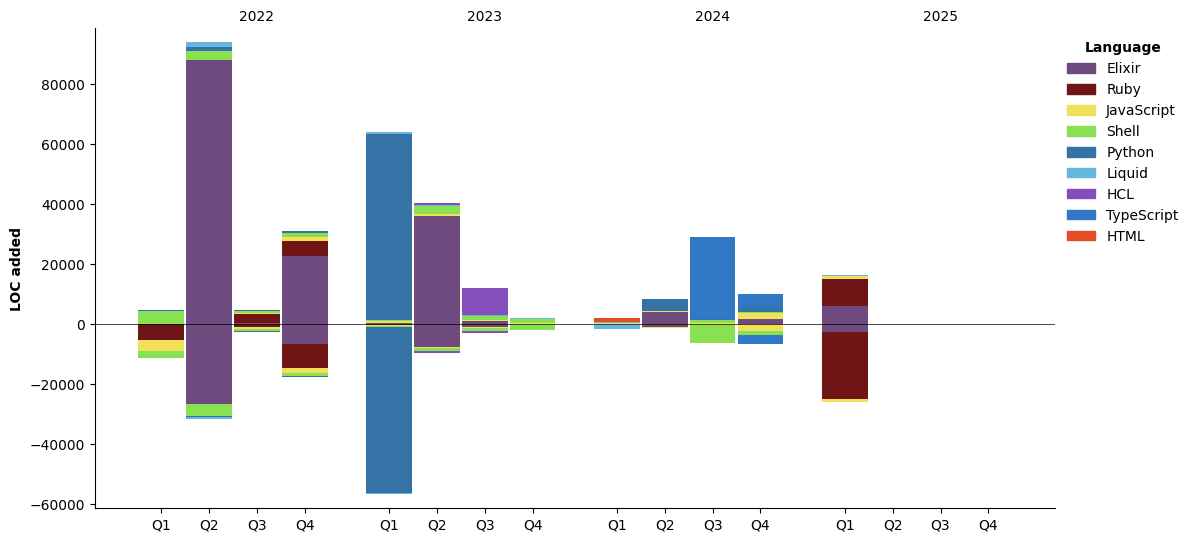 2022 2023 2024 2025
Language
Elixir
Ruby
JavaScript
Shell
Python
Liquid
HCL
TypeScript
HTML
LOC added
80000
60000
40000
20000
0
−20000
−40000
−60000
Q1 Q2 Q3 Q4 Q1 Q2 Q3 Q4 Q1 Q2 Q3 Q4 Q1 Q2 Q3 Q4